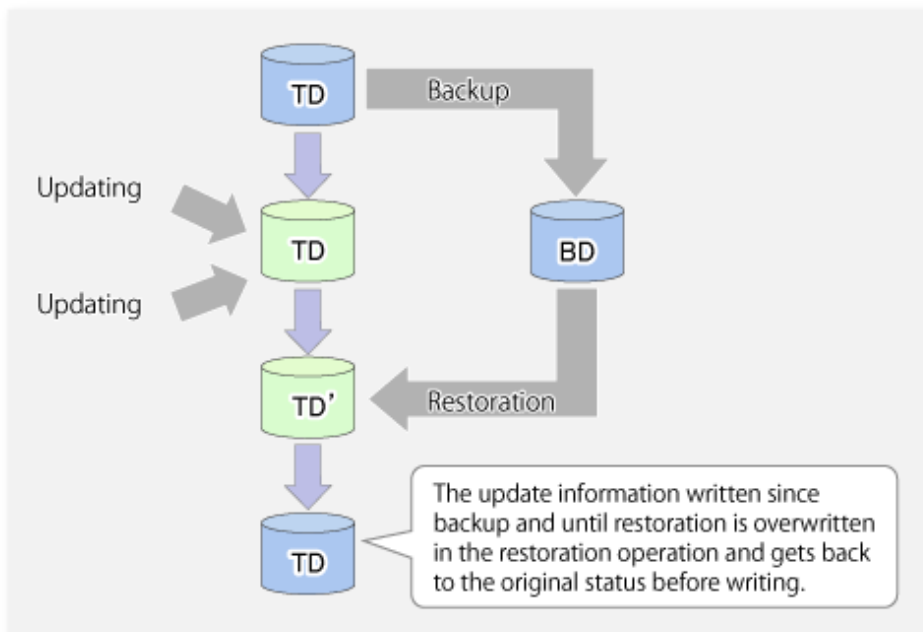 TD
Backup
Updating
TD
BD
Updating
TD'
Restoration
The update information written since
backup and until restoration is overwritten
in the restoration operation and gets back
to the original status before writing.
TD